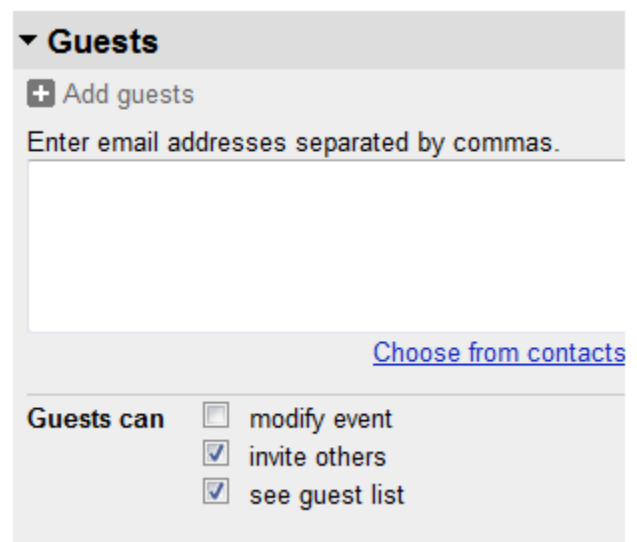 Guests
Add guests
Enter email addresses separated by commas.
Choose from contacts
Guests can modify event
invite others
see guest list